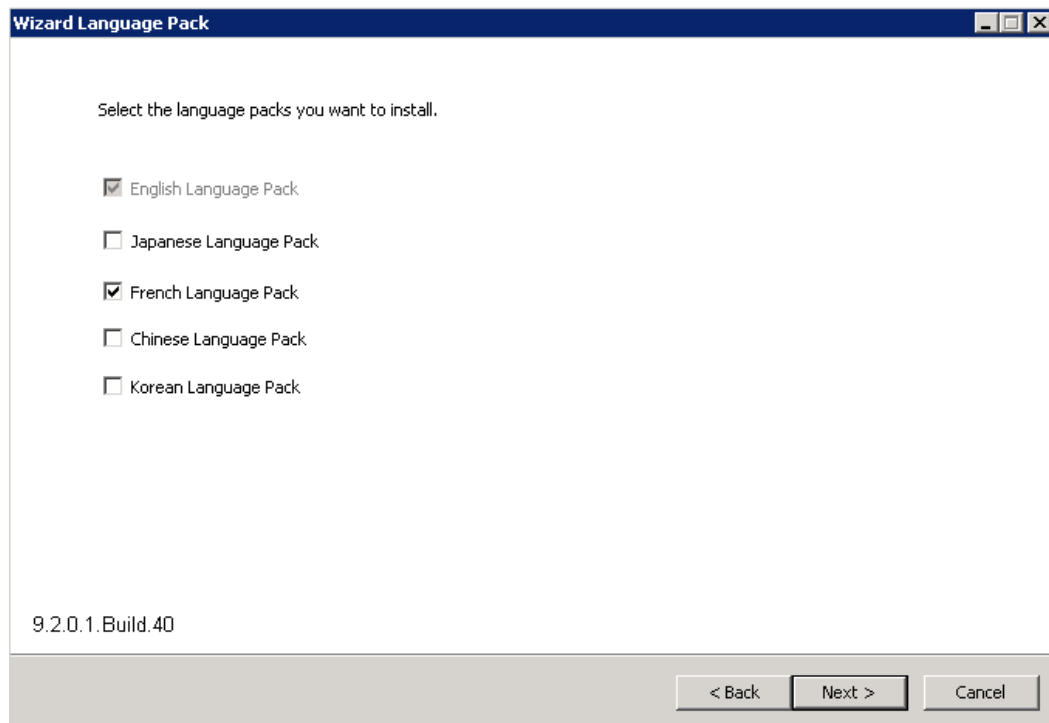 Wizard Language Pack
Select the language packs you want to install.
English Language Pack
Japanese Language Pack
French Language Pack
Chinese Language Pack
Korean Language Pack
9.2.0.1.Build.40
< Back Next > Cancel